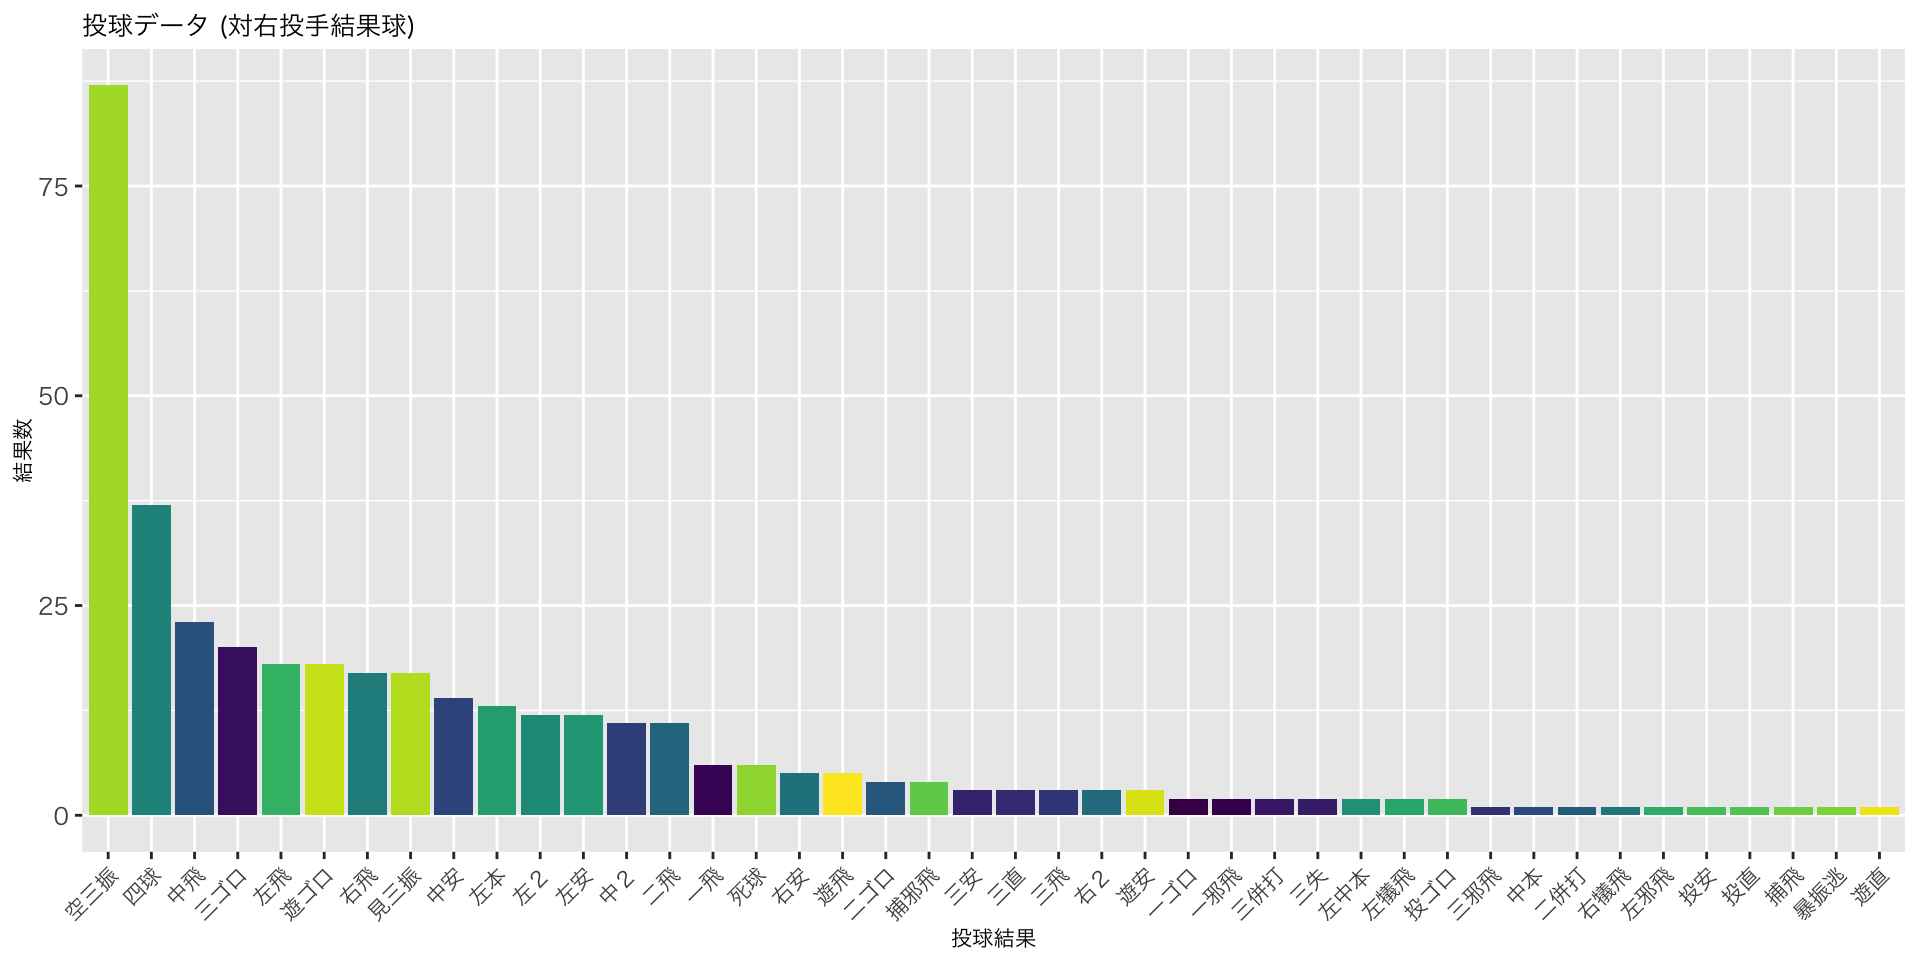 投球データ (対右投手結果球)
結果数
75
50
25
0
空三振
四球
中飛
三ゴロ
左飛
遊ゴロ
右飛
見三振
中安
左本
左２
左安
中２
二飛
一飛
死球
右安
遊飛
二ゴロ
捕邪飛
三安
三直
三飛
右２
遊安
一ゴロ
一邪飛
三併打
三失
左中本
左犠飛
投ゴロ
三邪飛
中本
二併打
右犠飛
左邪飛
投安
投直
捕飛
暴振逃
遊直
投球結果